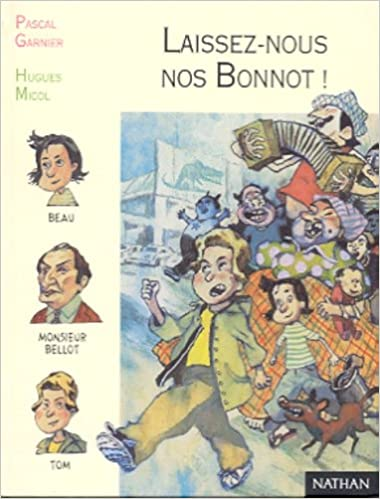 PASCAL
GARNIER
HUGUES
MICOL
LAISSEZ-NOUS
NOS BONNOT !
BEAU
MONSIEUR
BELLOT
TOM
NATHAN